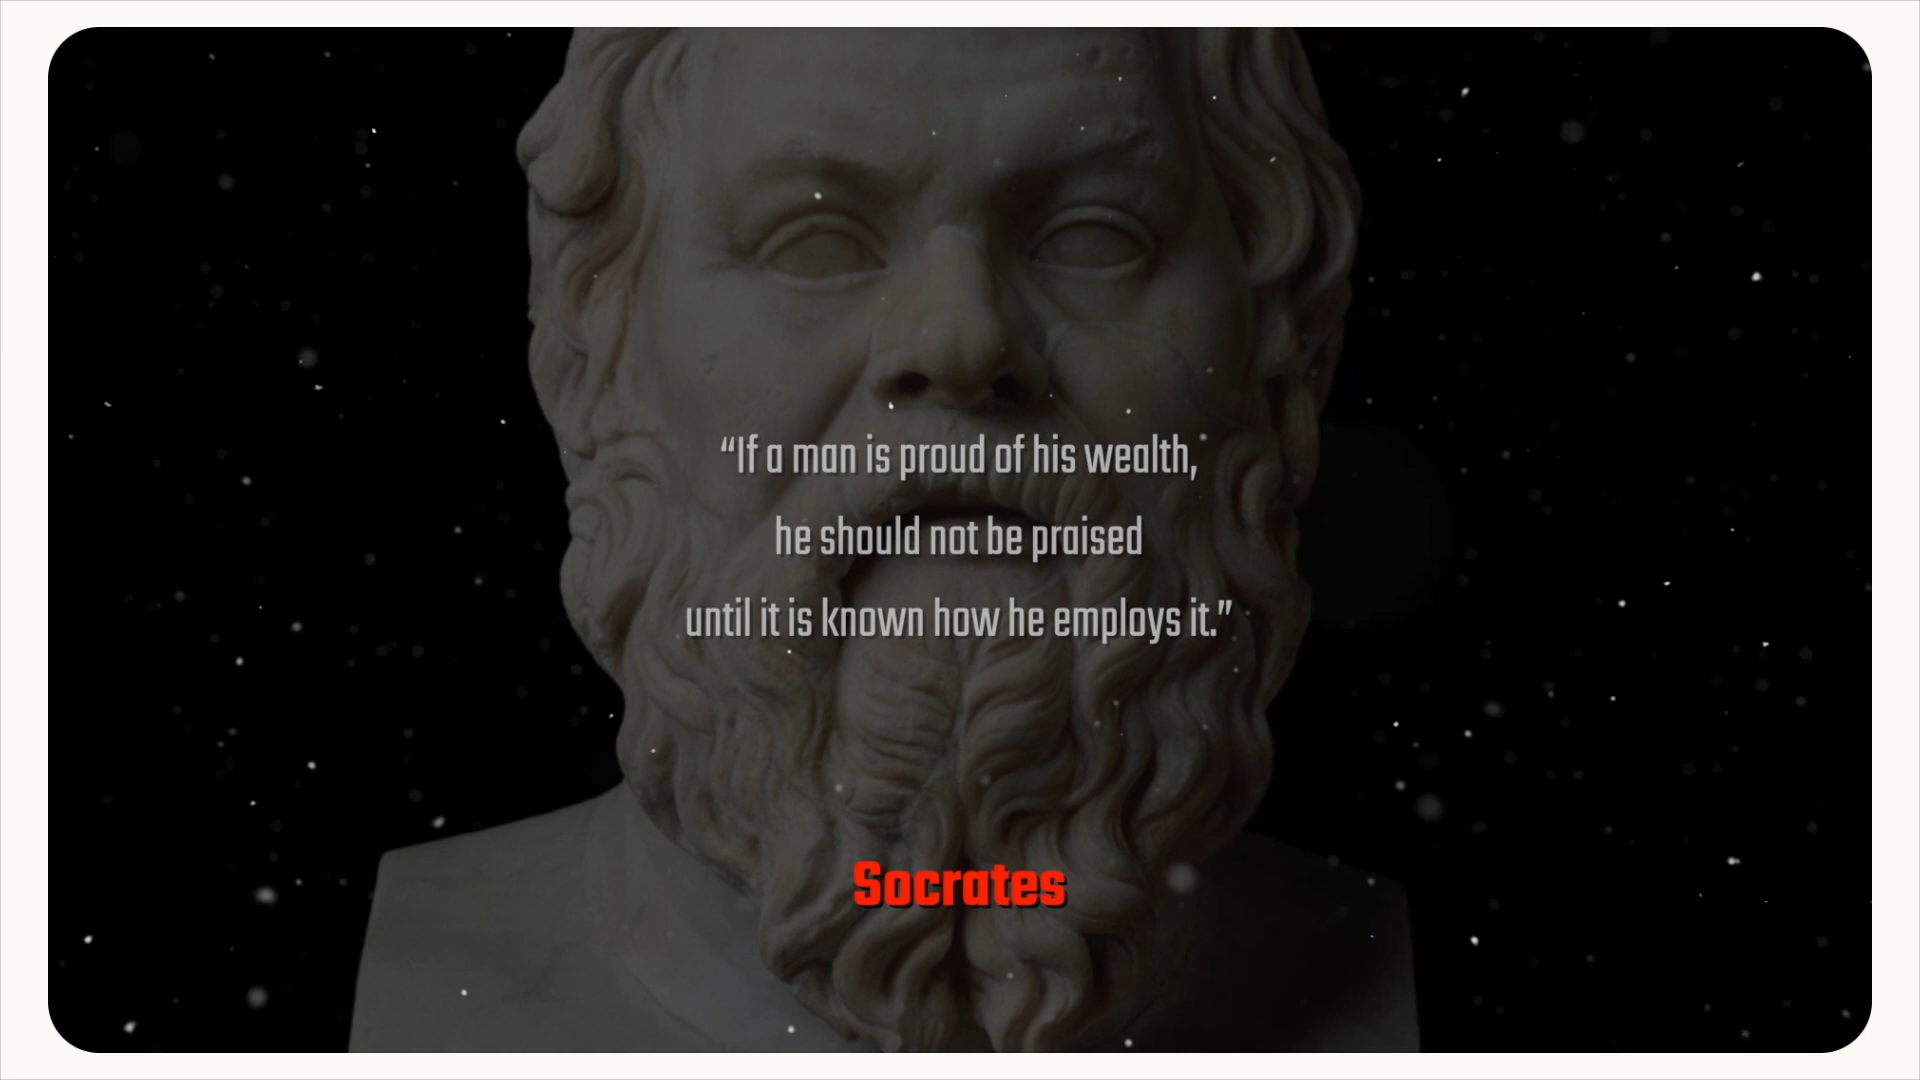 “If a man is proud of his wealth,
he should not be praised
until it is known how he employs it.”
Socrates